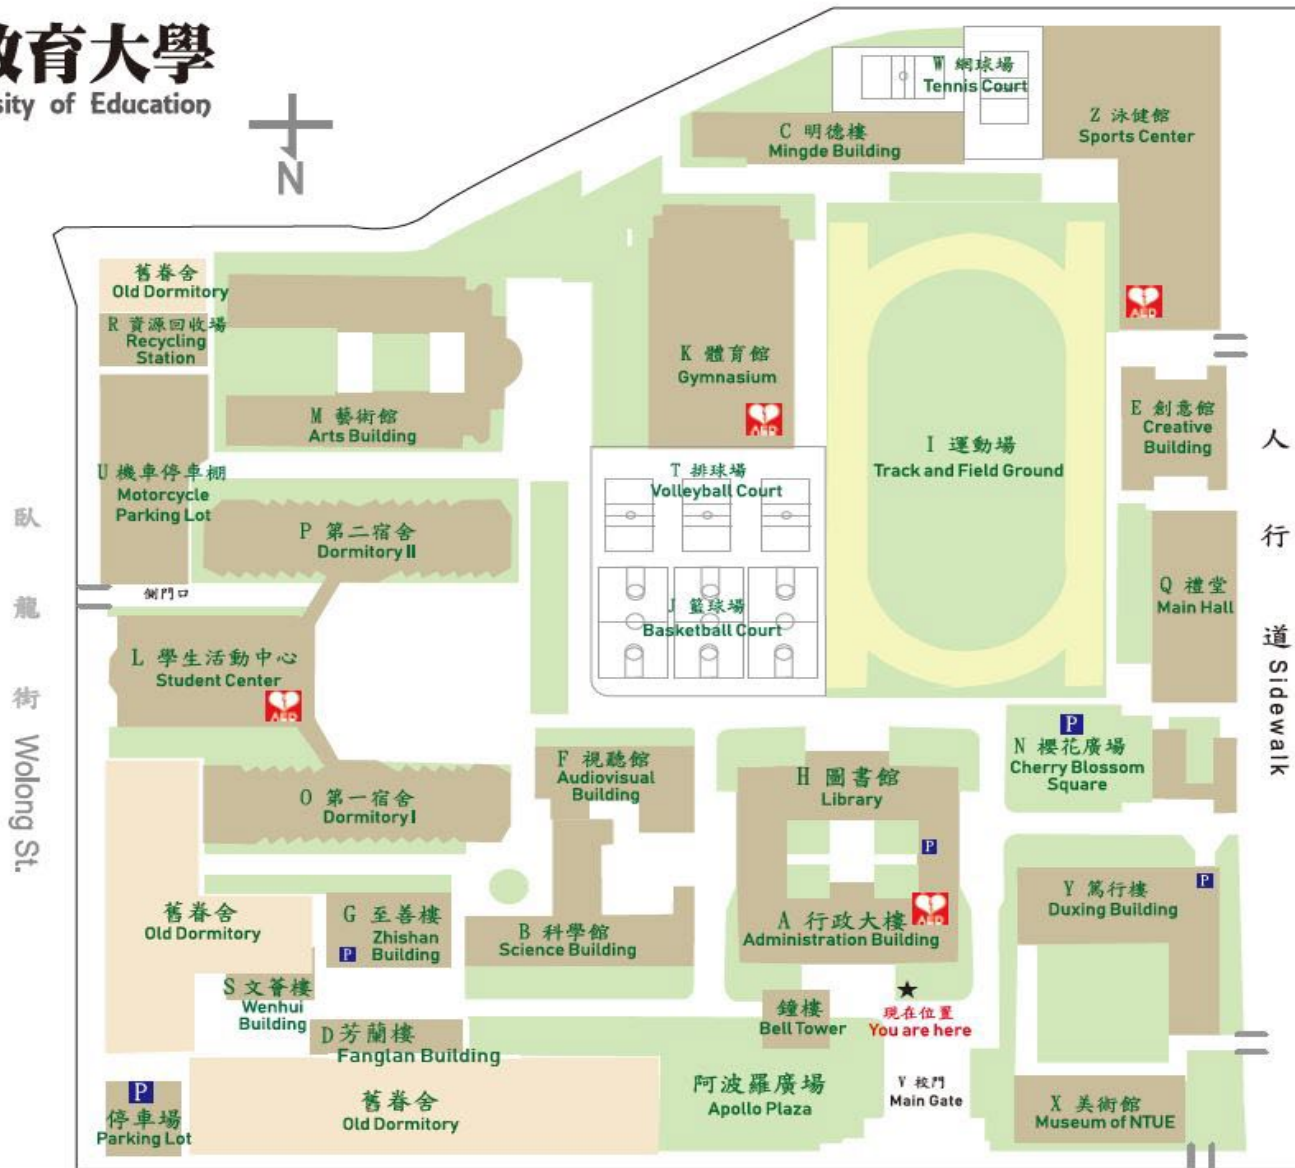 教育大學
sity of Education
N
W 網球場
Tennis Court
Z 泳健館
Sports Center
C 明德樓
Mingde Building
舊眷舍
Old Dormitory
R 資源回收場
Recycling
Station
AED
K 體育館
Gymnasium
AED
M 藝術館
Arts Building
E 創意館
Creative
Building
I 運動場
Track and Field Ground
U 機車停車棚
Motorcycle
Parking Lot
T 排球場
Volleyball Court
P 第二宿舍
Dormitory II
側門口
Q 禮堂
Main Hall
J 籃球場
Basketball Court
L 學生活動中心
Student Center
AED
人行道 Sidewalk
臥龍街 Wolong St.
P
N 櫻花廣場
Cherry Blossom
Square
F 視聽館
Audiovisual
Building
H 圖書館
Library
P
O 第一宿舍
Dormitory I
Y 篤行樓
Duxing Building
P
舊眷舍
Old Dormitory
G 至善樓
Zhishan
Building
P
B 科學館
Science Building
A 行政大樓
Administration Building
AED
S 文薈樓
Wenhui
Building
鐘樓
Bell Tower
現在位置
You are here
D 芳蘭樓
Fanglan Building
P
停車場
Parking Lot
舊眷舍
Old Dormitory
阿波羅廣場
Apollo Plaza
V 校門
Main Gate
X 美術館
Museum of NTUE